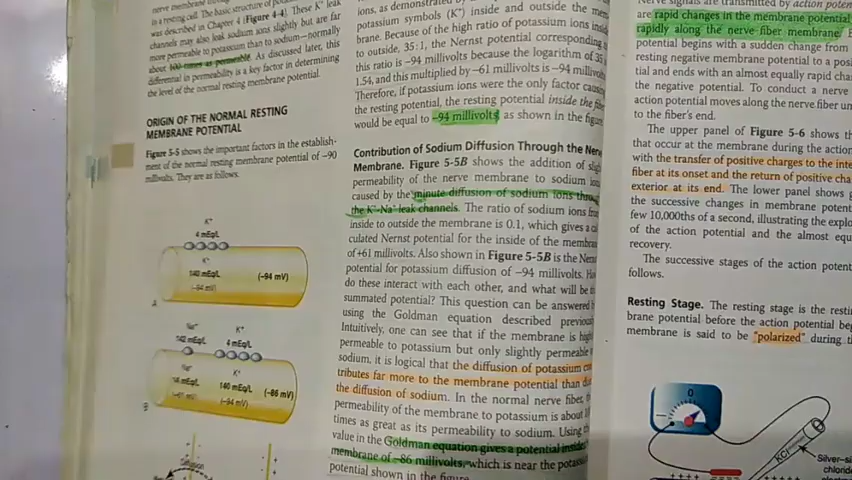 in a resting cell. The basic structure of
was described in Chapter 4 (Figure 4-4). These K⁺ leak
channels may also leak sodium ions slightly but are far
more permeable to potassium than to sodium—normally
about 100 times as permeable. As discussed later, this
differential in permeability is a key factor in determining
the level of the normal resting membrane potential.
ORIGIN OF THE NORMAL RESTING
MEMBRANE POTENTIAL
Figure 5-5 shows the important factors in the establish-
ment of the normal resting membrane potential of −90
millivolts. They are as follows.
K⁺
4 mEq/L
K⁺
140 mEq/L
(−94 mV)
(−94 mV)
A
Na⁺
K⁺
142 mEq/L
4 mEq/L
Na⁺
K⁺
14 mEq/L
140 mEq/L
(−86 mV)
(−94 mV)
B
Diffusion
ions, as demonstrated
potassium symbols (K⁺) inside and outside the
brane. Because of the high ratio of potassium ions
to outside, 35:1, the Nernst potential corresponding
this ratio is −94 millivolts because the logarithm of 35
1.54, and this multiplied by −61 millivolts is −94
Therefore, if potassium ions were the only factor
the resting potential, the resting potential inside the
would be equal to −94 millivolts, as shown in the
Contribution of Sodium Diffusion Through the
Membrane. Figure 5-5B shows the addition of
permeability of the nerve membrane to sodium
caused by the minute diffusion of sodium ions
the K⁺-Na⁺ leak channels. The ratio of sodium ions
inside to outside the membrane is 0.1, which gives a
culated Nernst potential for the inside of the
of +61 millivolts. Also shown in Figure 5-5B is the
potential for potassium diffusion of −94 millivolts.
do these interact with each other, and what will be
summated potential? This question can be answered
using the Goldman equation described
Intuitively, one can see that if the membrane is
permeable to potassium but only slightly permeable
sodium, it is logical that the diffusion of potassium
tributes far more to the membrane potential than
the diffusion of sodium. In the normal nerve fiber,
permeability of the membrane to potassium is about
times as great as its permeability to sodium. Using
value in the Goldman equation gives a potential
membrane of −86 millivolts, which is near the
potential shown in the figure.
Nerve signals are transmitted by action
are rapid changes in the membrane potential
rapidly along the nerve fiber membrane.
potential begins with a sudden change from
resting negative membrane potential to a
tial and ends with an almost equally rapid
the negative potential. To conduct a nerve
action potential moves along the nerve fiber
to the fiber's end.
The upper panel of Figure 5-6 shows
that occur at the membrane during the action
with the transfer of positive charges to the
fiber at its onset and the return of positive
exterior at its end. The lower panel shows
the successive changes in membrane
few 10,000ths of a second, illustrating the
of the action potential and the almost
recovery.
The successive stages of the action
follows.
Resting Stage. The resting stage is the
brane potential before the action potential
membrane is said to be "polarized" during
0
−
+
KCl